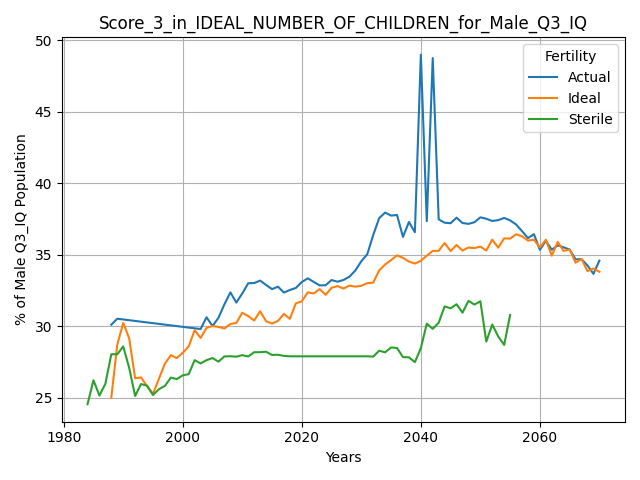 Score_3_in_IDEAL_NUMBER_OF_CHILDREN_for_Male_Q3_IQ
50
45
40
35
30
25
% of Male Q3_IQ Population
Fertility
Actual
Ideal
Sterile
1980
2000
2020
2040
2060
Years